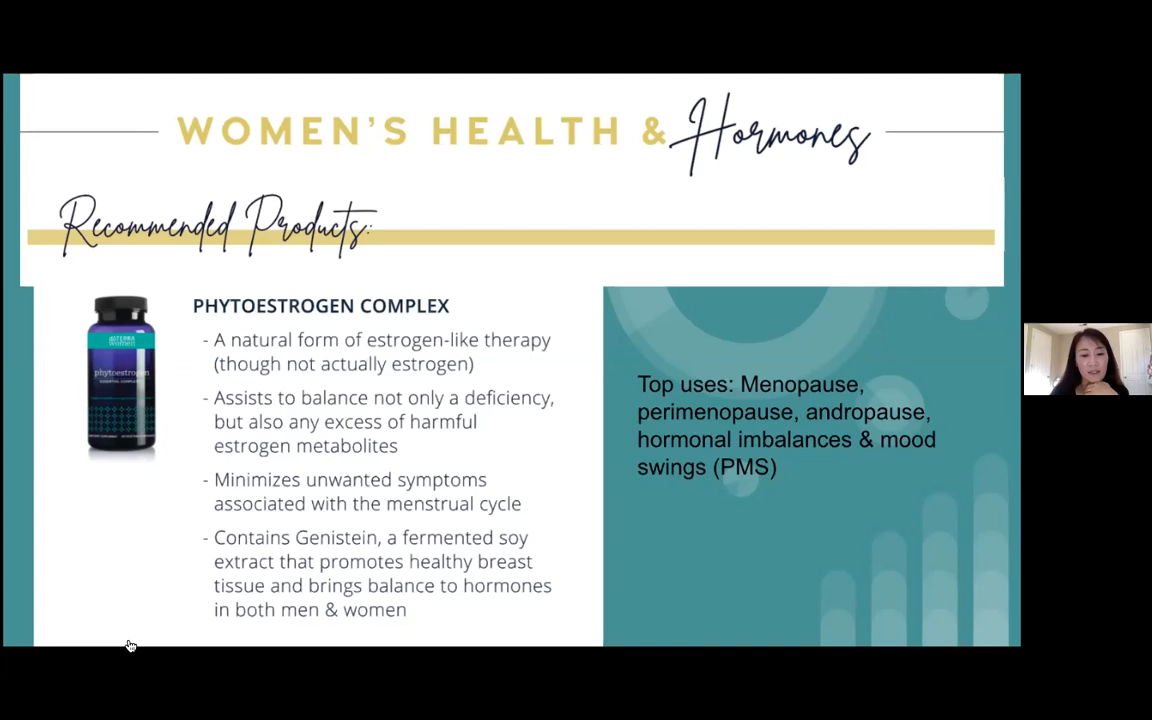 WOMEN'S HEALTH & Hormones
Recommended Products:
dōTERRA
women
phytoestrogen
PHYTOESTROGEN COMPLEX
- A natural form of estrogen-like therapy
(though not actually estrogen)
- Assists to balance not only a deficiency,
but also any excess of harmful
estrogen metabolites
- Minimizes unwanted symptoms
associated with the menstrual cycle
- Contains Genistein, a fermented soy
extract that promotes healthy breast
tissue and brings balance to hormones
in both men & women
Top uses: Menopause,
perimenopause, andropause,
hormonal imbalances & mood
swings (PMS)